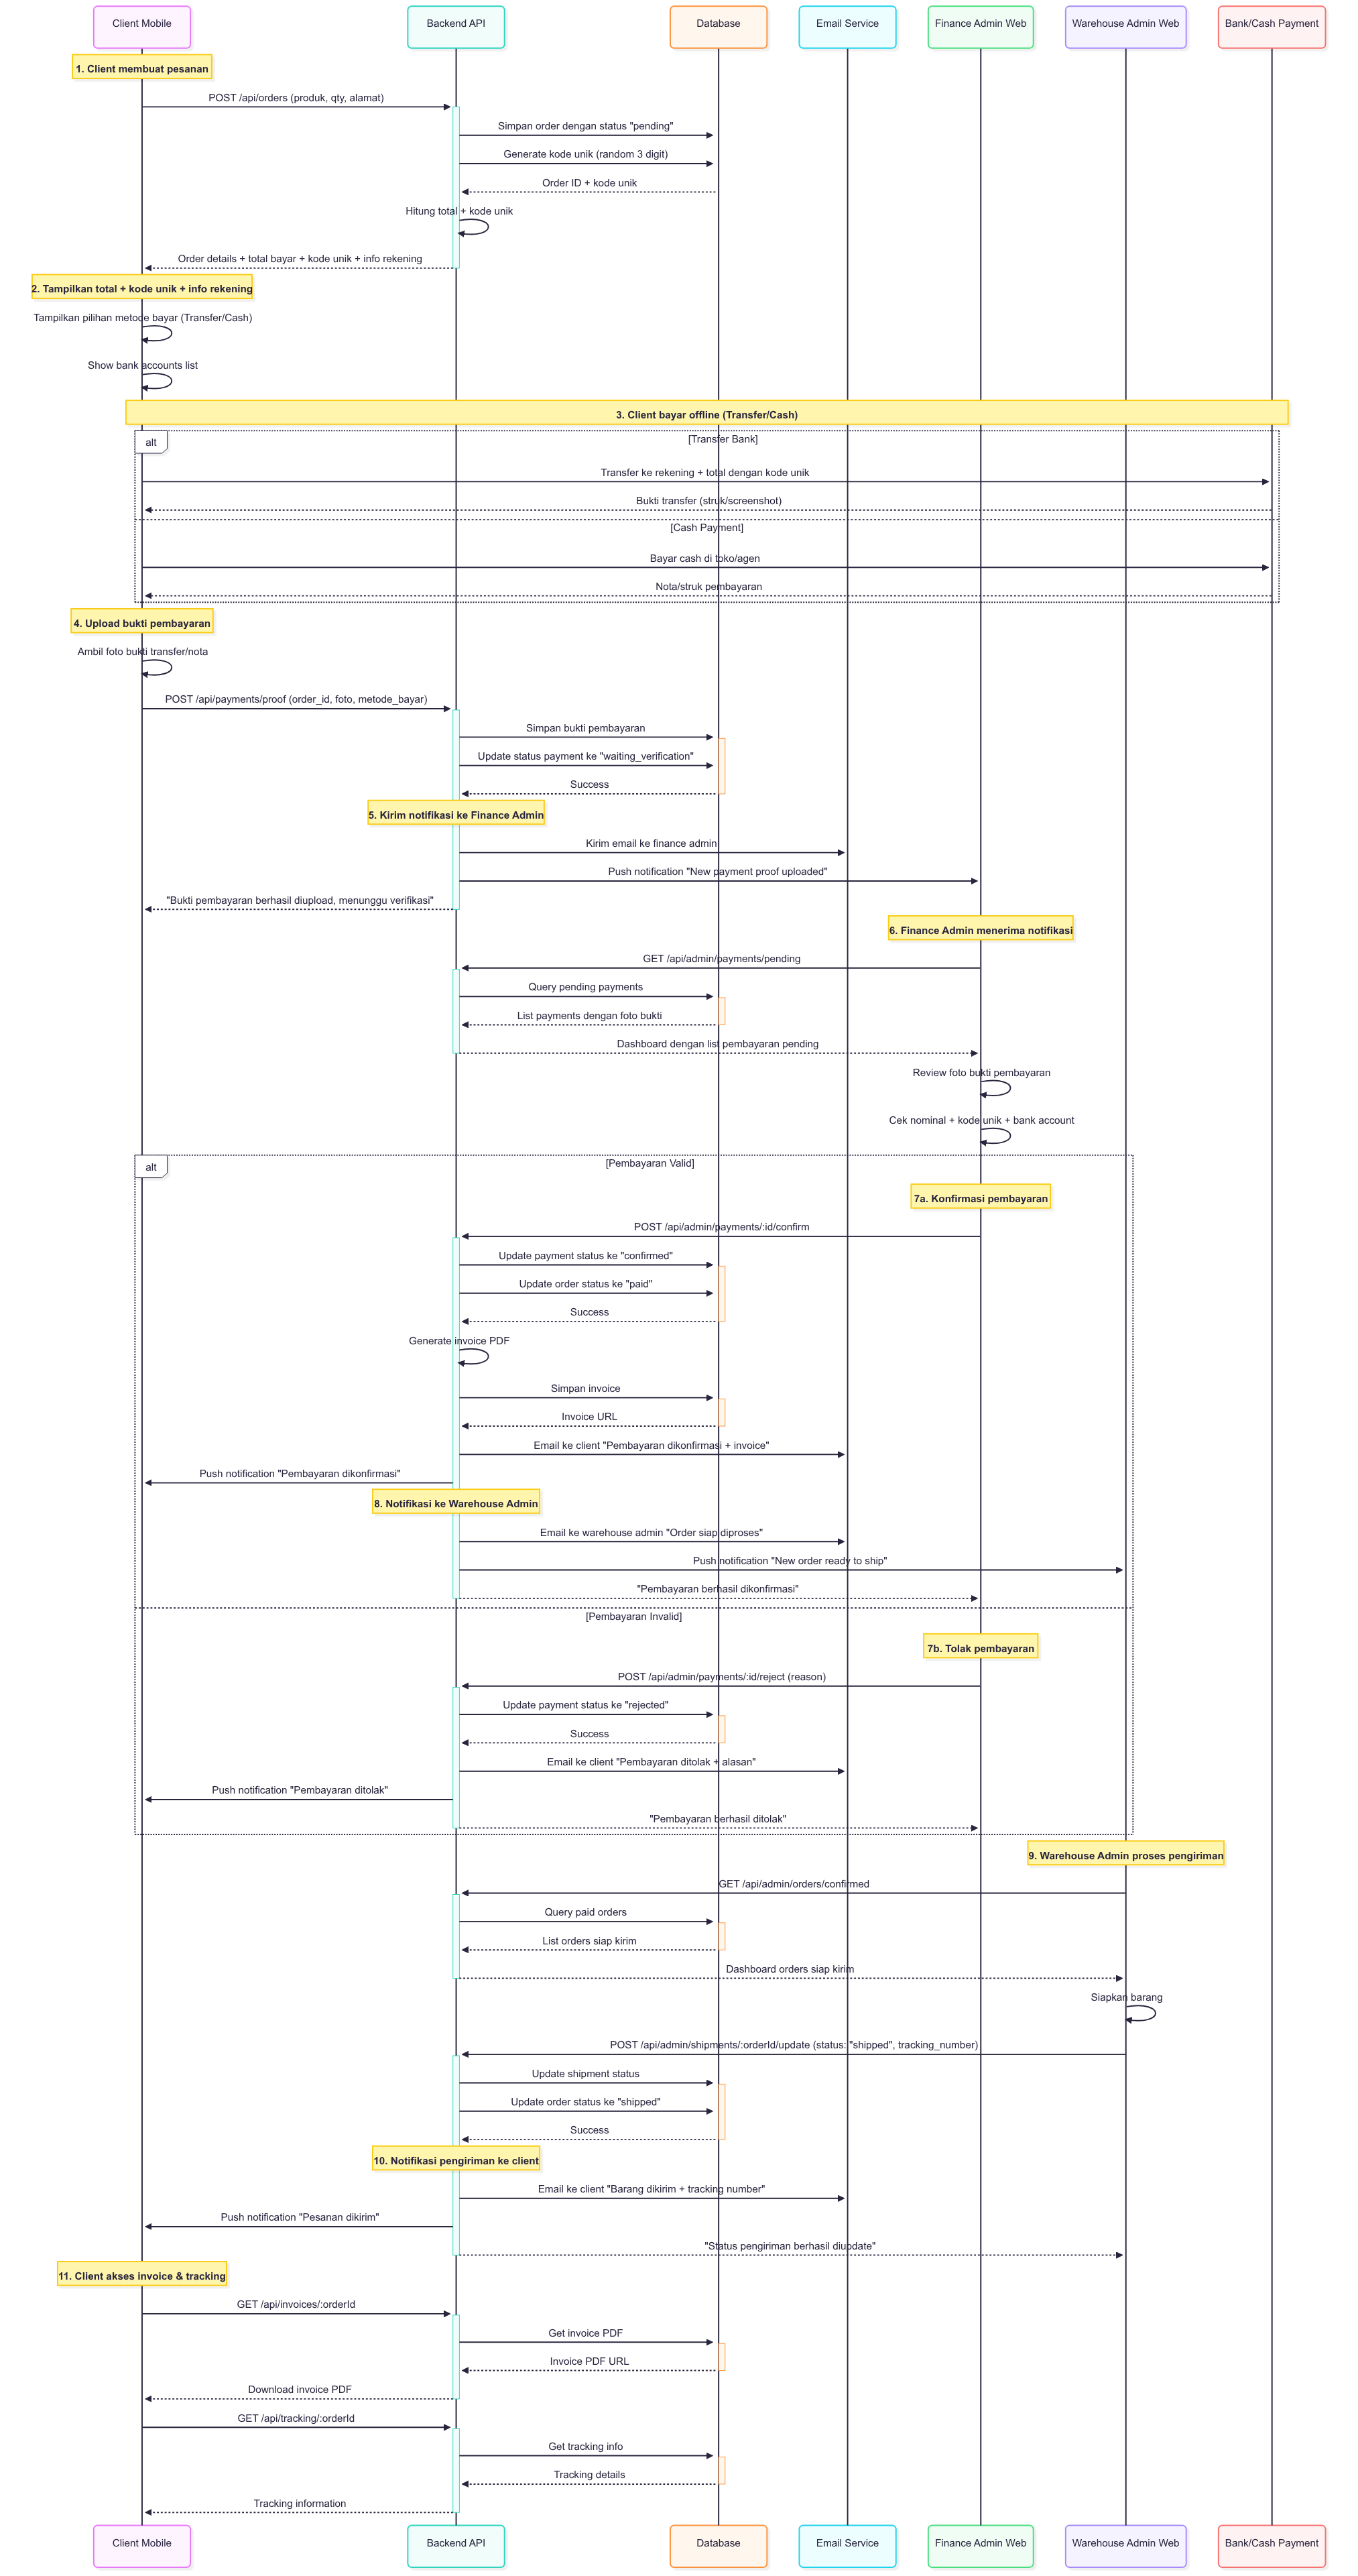 Client Mobile
Backend API
Database
Email Service
Finance Admin Web
Warehouse Admin Web
Bank/Cash Payment
1. Client membuat pesanan
POST /api/orders (produk, qty, alamat)
Simpan order dengan status "pending"
Generate kode unik (random 3 digit)
Order ID + kode unik
Hitung total + kode unik
Order details + total bayar + kode unik + info rekening
2. Tampilkan total + kode unik + info rekening
Tampilkan pilihan metode bayar (Transfer/Cash)
Show bank accounts list
3. Client bayar offline (Transfer/Cash)
alt
[Transfer Bank]
Transfer ke rekening + total dengan kode unik
Bukti transfer (struk/screenshot)
[Cash Payment]
Bayar cash di toko/agen
Nota/struk pembayaran
4. Upload bukti pembayaran
Ambil foto bukti transfer/nota
POST /api/payments/proof (order_id, foto, metode_bayar)
Simpan bukti pembayaran
Update status payment ke "waiting_verification"
Success
5. Kirim notifikasi ke Finance Admin
Kirim email ke finance admin
Push notification "New payment proof uploaded"
"Bukti pembayaran berhasil diupload, menunggu verifikasi"
6. Finance Admin menerima notifikasi
GET /api/admin/payments/pending
Query pending payments
List payments dengan foto bukti
Dashboard dengan list pembayaran pending
Review foto bukti pembayaran
Cek nominal + kode unik + bank account
alt
[Pembayaran Valid]
7a. Konfirmasi pembayaran
POST /api/admin/payments/:id/confirm
Update payment status ke "confirmed"
Update order status ke "paid"
Success
Generate invoice PDF
Simpan invoice
Invoice URL
Email ke client "Pembayaran dikonfirmasi + invoice"
Push notification "Pembayaran dikonfirmasi"
8. Notifikasi ke Warehouse Admin
Email ke warehouse admin "Order siap diproses"
Push notification "New order ready to ship"
"Pembayaran berhasil dikonfirmasi"
[Pembayaran Invalid]
7b. Tolak pembayaran
POST /api/admin/payments/:id/reject (reason)
Update payment status ke "rejected"
Success
Email ke client "Pembayaran ditolak + alasan"
Push notification "Pembayaran ditolak"
"Pembayaran berhasil ditolak"
9. Warehouse Admin proses pengiriman
GET /api/admin/orders/confirmed
Query paid orders
List orders siap kirim
Dashboard orders siap kirim
Siapkan barang
POST /api/admin/shipments/:orderId/update (status: "shipped", tracking_number)
Update shipment status
Update order status ke "shipped"
Success
10. Notifikasi pengiriman ke client
Email ke client "Barang dikirim + tracking number"
Push notification "Pesanan dikirim"
"Status pengiriman berhasil diupdate"
11. Client akses invoice & tracking
GET /api/invoices/:orderId
Get invoice PDF
Invoice PDF URL
Download invoice PDF
GET /api/tracking/:orderId
Get tracking info
Tracking details
Tracking information
Client Mobile
Backend API
Database
Email Service
Finance Admin Web
Warehouse Admin Web
Bank/Cash Payment